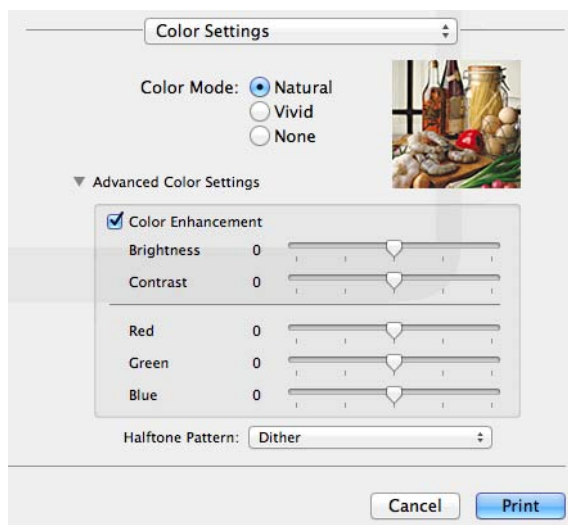 Color Settings
Color Mode: Natural
Vivid
None
Advanced Color Settings
Color Enhancement
Brightness 0
Contrast 0
Red 0
Green 0
Blue 0
Halftone Pattern: Dither
Cancel Print